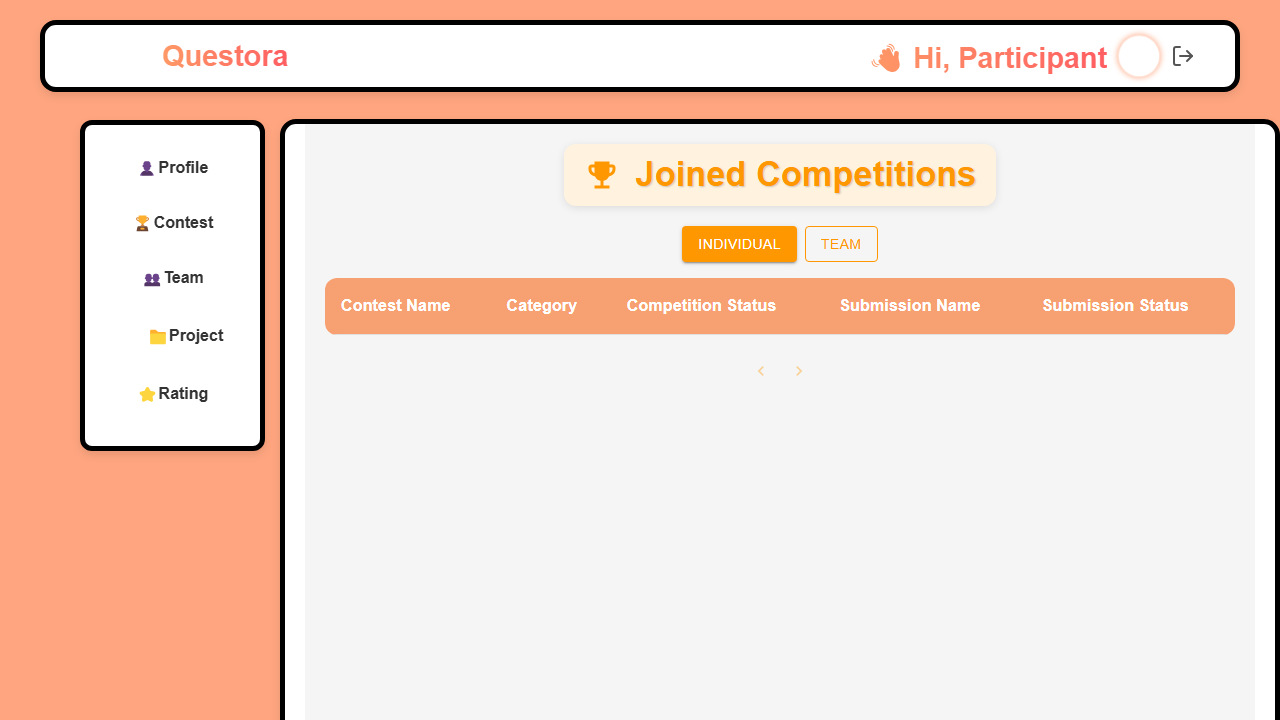 Questora
Hi, Participant
Profile
Contest
Team
Project
Rating
Joined Competitions
INDIVIDUAL TEAM
Contest Name Category Competition Status Submission Name Submission Status